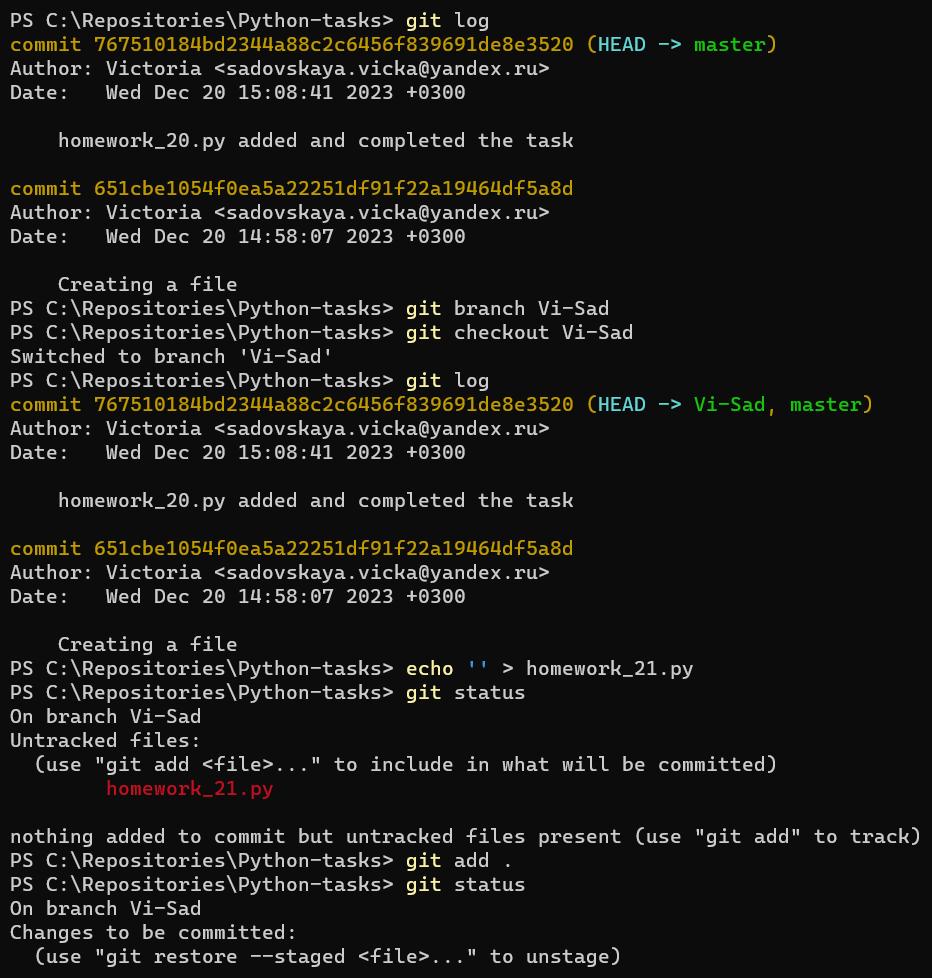 PS C:\Repositories\Python-tasks> git log
commit 767510184bd2344a88c2c6456f839691de8e3520 (HEAD -> master)
Author: Victoria <sadovskaya.vicka@yandex.ru>
Date:   Wed Dec 20 15:08:41 2023 +0300

    homework_20.py added and completed the task

commit 651cbe1054f0ea5a22251df91f22a19464df5a8d
Author: Victoria <sadovskaya.vicka@yandex.ru>
Date:   Wed Dec 20 14:58:07 2023 +0300

    Creating a file
PS C:\Repositories\Python-tasks> git branch Vi-Sad
PS C:\Repositories\Python-tasks> git checkout Vi-Sad
Switched to branch 'Vi-Sad'
PS C:\Repositories\Python-tasks> git log
commit 767510184bd2344a88c2c6456f839691de8e3520 (HEAD -> Vi-Sad, master)
Author: Victoria <sadovskaya.vicka@yandex.ru>
Date:   Wed Dec 20 15:08:41 2023 +0300

    homework_20.py added and completed the task

commit 651cbe1054f0ea5a22251df91f22a19464df5a8d
Author: Victoria <sadovskaya.vicka@yandex.ru>
Date:   Wed Dec 20 14:58:07 2023 +0300

    Creating a file
PS C:\Repositories\Python-tasks> echo '' > homework_21.py
PS C:\Repositories\Python-tasks> git status
On branch Vi-Sad
Untracked files:
  (use "git add <file>..." to include in what will be committed)
        homework_21.py

nothing added to commit but untracked files present (use "git add" to track)
PS C:\Repositories\Python-tasks> git add .
PS C:\Repositories\Python-tasks> git status
On branch Vi-Sad
Changes to be committed:
  (use "git restore --staged <file>..." to unstage)